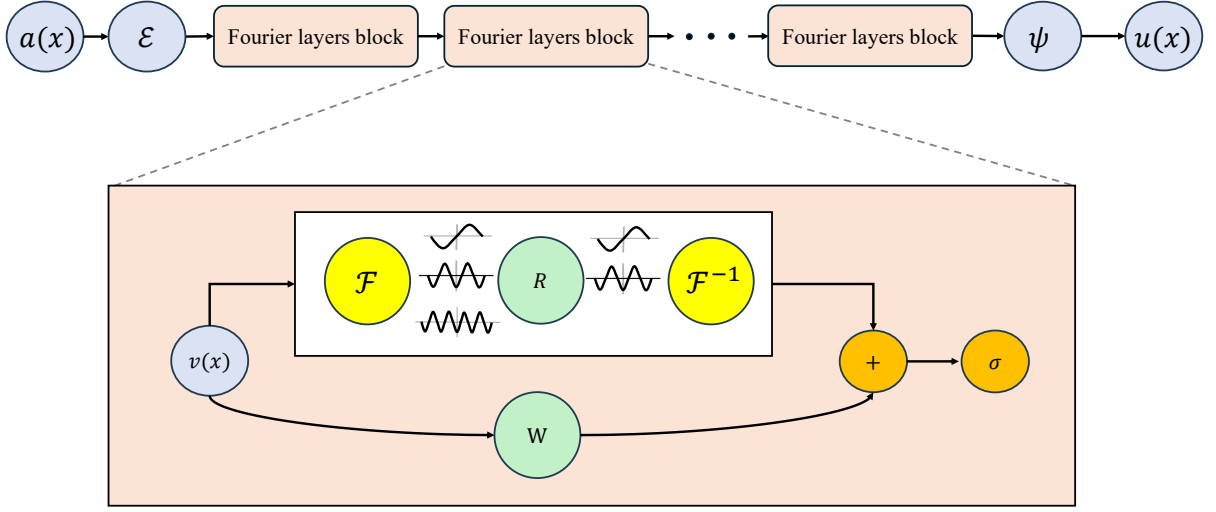 a(x)
ℰ
Fourier layers block
Fourier layers block
Fourier layers block
ψ
u(x)
ℱ
R
ℱ⁻¹
v(x)
+
σ
W